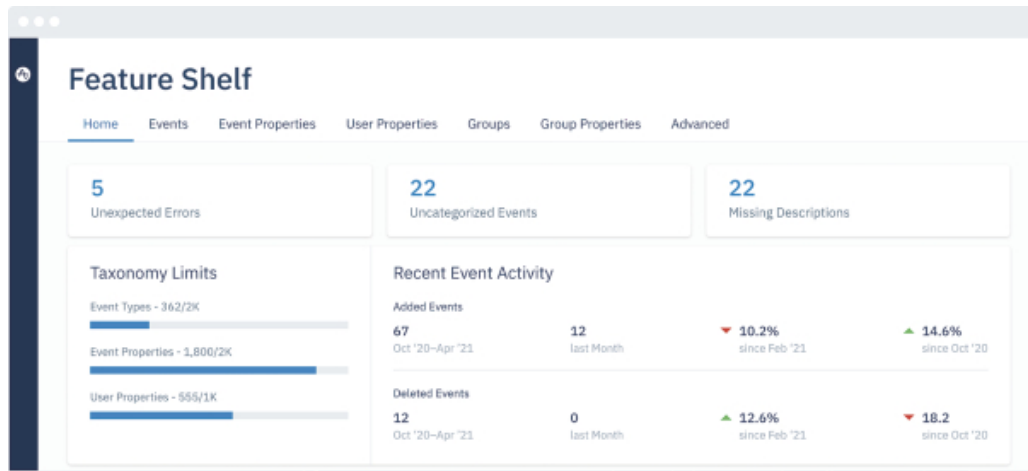 Feature Shelf
Home Events Event Properties User Properties Groups Group Properties Advanced
5
Unexpected Errors
22
Uncategorized Events
22
Missing Descriptions
Taxonomy Limits
Event Types - 362/2K
Event Properties - 1,800/2K
User Properties - 555/1K
Recent Event Activity
Added Events
67 12 10.2% 14.6%
Oct '20–Apr '21 last Month since Feb '21 since Oct '20
Deleted Events
12 0 12.6% 18.2
Oct '20–Apr '21 last Month since Feb '21 since Oct '20